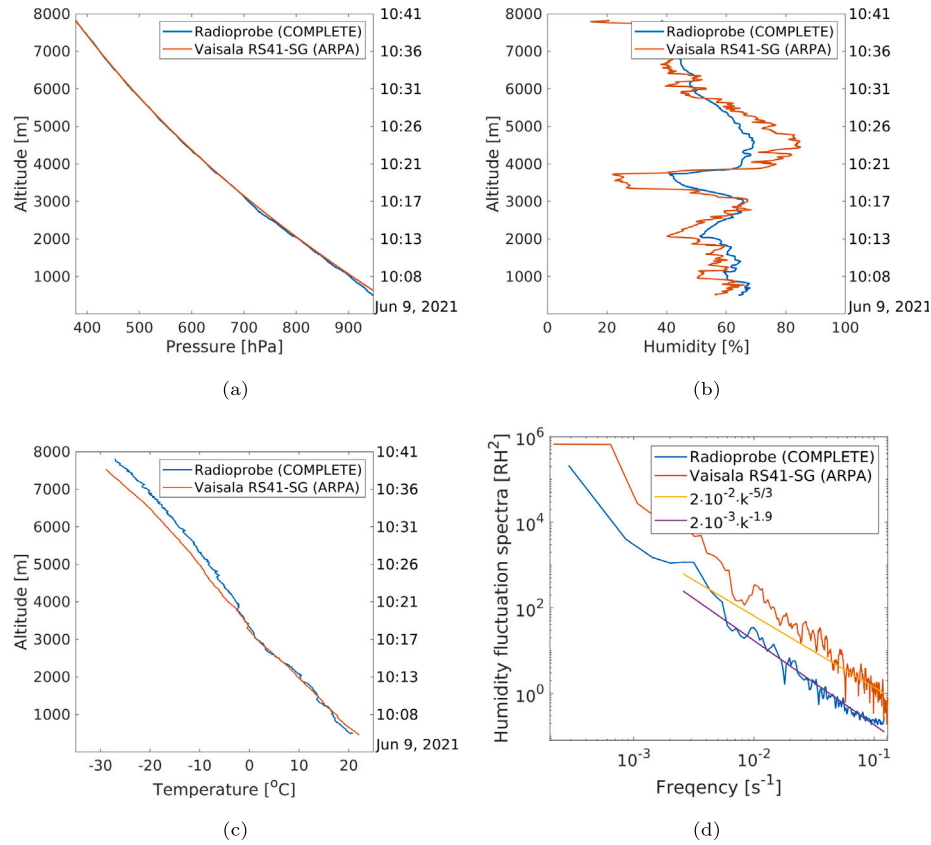 8000
7000
6000
5000
4000
3000
2000
1000
Altitude [m]
Radioprobe (COMPLETE)
Vaisala RS41-SG (ARPA)
10:41
10:36
10:31
10:26
10:21
10:17
10:13
10:08
Jun 9, 2021
400 500 600 700 800 900
Pressure [hPa]
(a)
8000
7000
6000
5000
4000
3000
2000
1000
Altitude [m]
Radioprobe (COMPLETE)
Vaisala RS41-SG (ARPA)
10:41
10:36
10:31
10:26
10:21
10:17
10:13
10:08
Jun 9, 2021
0 20 40 60 80 100
Humidity [%]
(b)
8000
7000
6000
5000
4000
3000
2000
1000
Altitude [m]
Radioprobe (COMPLETE)
Vaisala RS41-SG (ARPA)
10:41
10:36
10:31
10:26
10:21
10:17
10:13
10:08
Jun 9, 2021
-30 -20 -10 0 10 20
Temperature [°C]
(c)
10^6
10^4
10^2
10^0
Humidity fluctuation spectra [RH^2]
Radioprobe (COMPLETE)
Vaisala RS41-SG (ARPA)
2·10^-2·k^-5/3
2·10^-3·k^-1.9
10^-3 10^-2 10^-1
Freqency [s^-1]
(d)